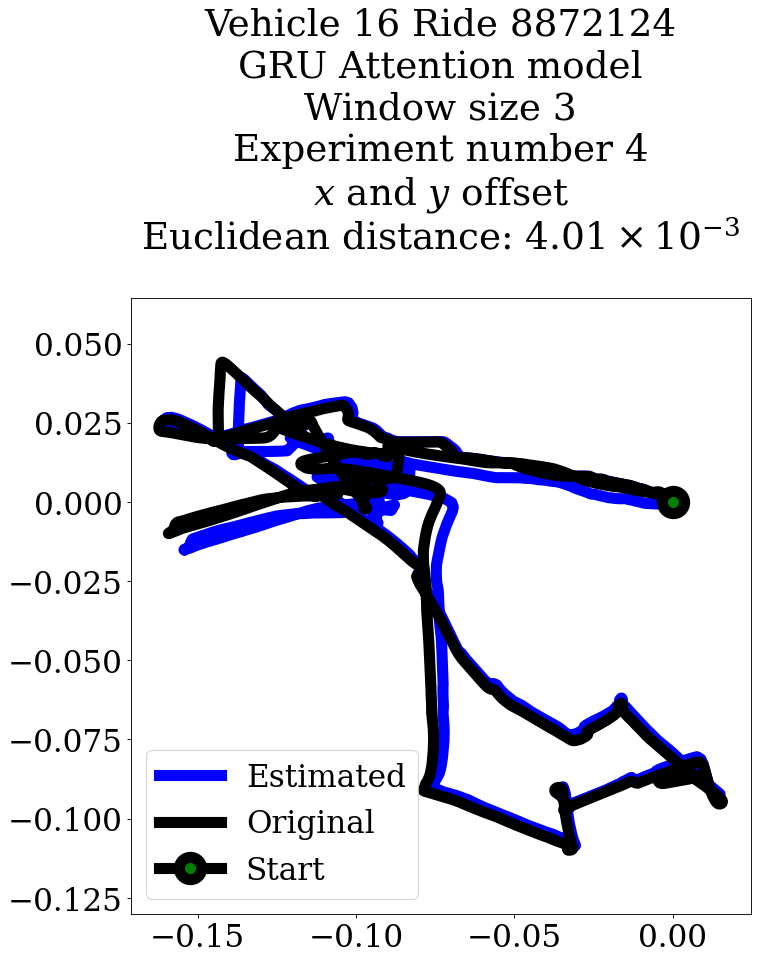 Vehicle 16 Ride 8872124
GRU Attention model
Window size 3
Experiment number 4
x and y offset
Euclidean distance: 4.01 × 10⁻³
0.050
0.025
0.000
−0.025
−0.050
−0.075
−0.100
−0.125
Estimated
Original
Start
−0.15 −0.10 −0.05 0.00